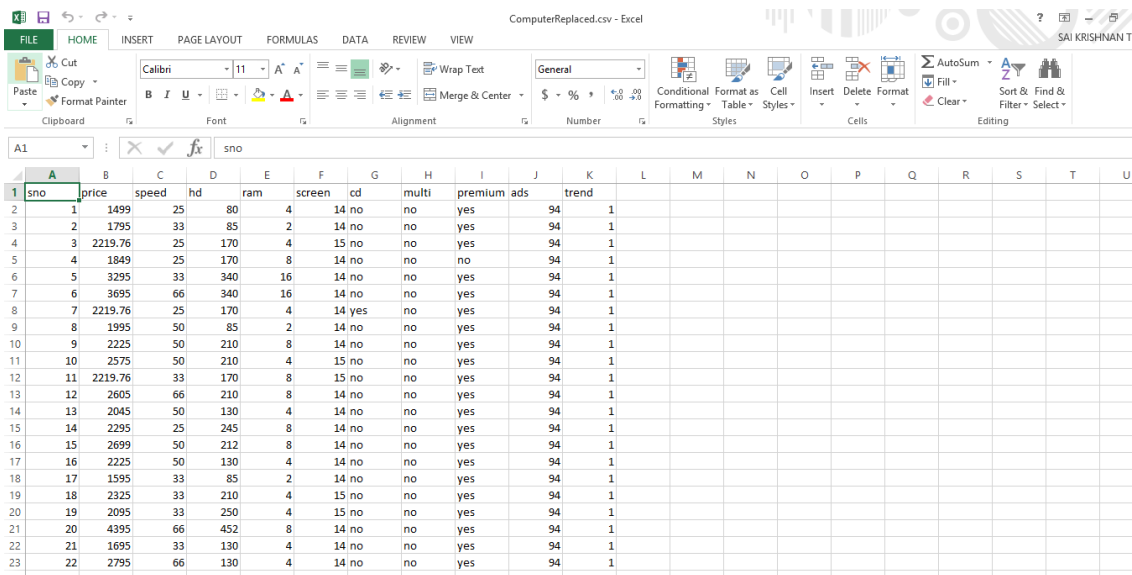 ComputerReplaced.csv - Excel
?
FILE HOME INSERT PAGE LAYOUT FORMULAS DATA REVIEW VIEW SAI KRISHNAN T
Paste
Cut
Copy
Format Painter
Clipboard
Calibri 11 A A
B I U A
Font
Wrap Text
Merge & Center
Alignment
General
$ % , .0 .00 .00 .0
Number
Conditional Formatting
Format as Table
Cell Styles
Styles
Insert Delete Format
Cells
AutoSum
Fill
Clear
Sort & Filter
Find & Select
Editing
A1 fx sno
A B C D E F G H I J K L M N O P Q R S T U
1 sno price speed hd ram screen cd multi premium ads trend
2 1 1499 25 80 4 14 no no yes 94 1
3 2 1795 33 85 2 14 no no yes 94 1
4 3 2219.76 25 170 4 15 no no yes 94 1
5 4 1849 25 170 8 14 no no no 94 1
6 5 3295 33 340 16 14 no no yes 94 1
7 6 3695 66 340 16 14 no no yes 94 1
8 7 2219.76 25 170 4 14 yes no yes 94 1
9 8 1995 50 85 2 14 no no yes 94 1
10 9 2225 50 210 8 14 no no yes 94 1
11 10 2575 50 210 4 15 no no yes 94 1
12 11 2219.76 33 170 8 15 no no yes 94 1
13 12 2605 66 210 8 14 no no yes 94 1
14 13 2045 50 130 4 14 no no yes 94 1
15 14 2295 25 245 8 14 no no yes 94 1
16 15 2699 50 212 8 14 no no yes 94 1
17 16 2225 50 130 4 14 no no yes 94 1
18 17 1595 33 85 2 14 no no yes 94 1
19 18 2325 33 210 4 15 no no yes 94 1
20 19 2095 33 250 4 15 no no yes 94 1
21 20 4395 66 452 8 14 no no yes 94 1
22 21 1695 33 130 4 14 no no yes 94 1
23 22 2795 66 130 4 14 no no yes 94 1